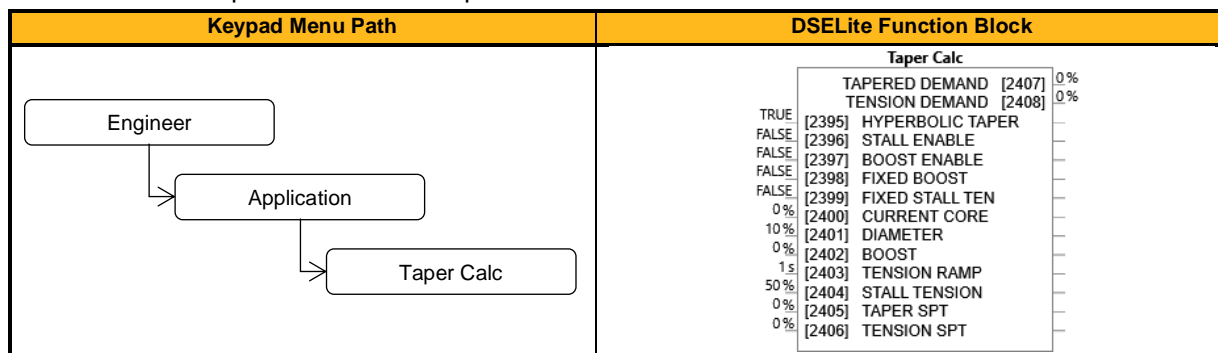 Keypad Menu Path
DSELite Function Block
Engineer
Application
Taper Calc
Taper Calc
TAPERED DEMAND [2407] 0%
TENSION DEMAND [2408] 0%
TRUE [2395] HYPERBOLIC TAPER
FALSE [2396] STALL ENABLE
FALSE [2397] BOOST ENABLE
FALSE [2398] FIXED BOOST
FALSE [2399] FIXED STALL TEN
0% [2400] CURRENT CORE
10% [2401] DIAMETER
0% [2402] BOOST
1s [2403] TENSION RAMP
50% [2404] STALL TENSION
0% [2405] TAPER SPT
0% [2406] TENSION SPT